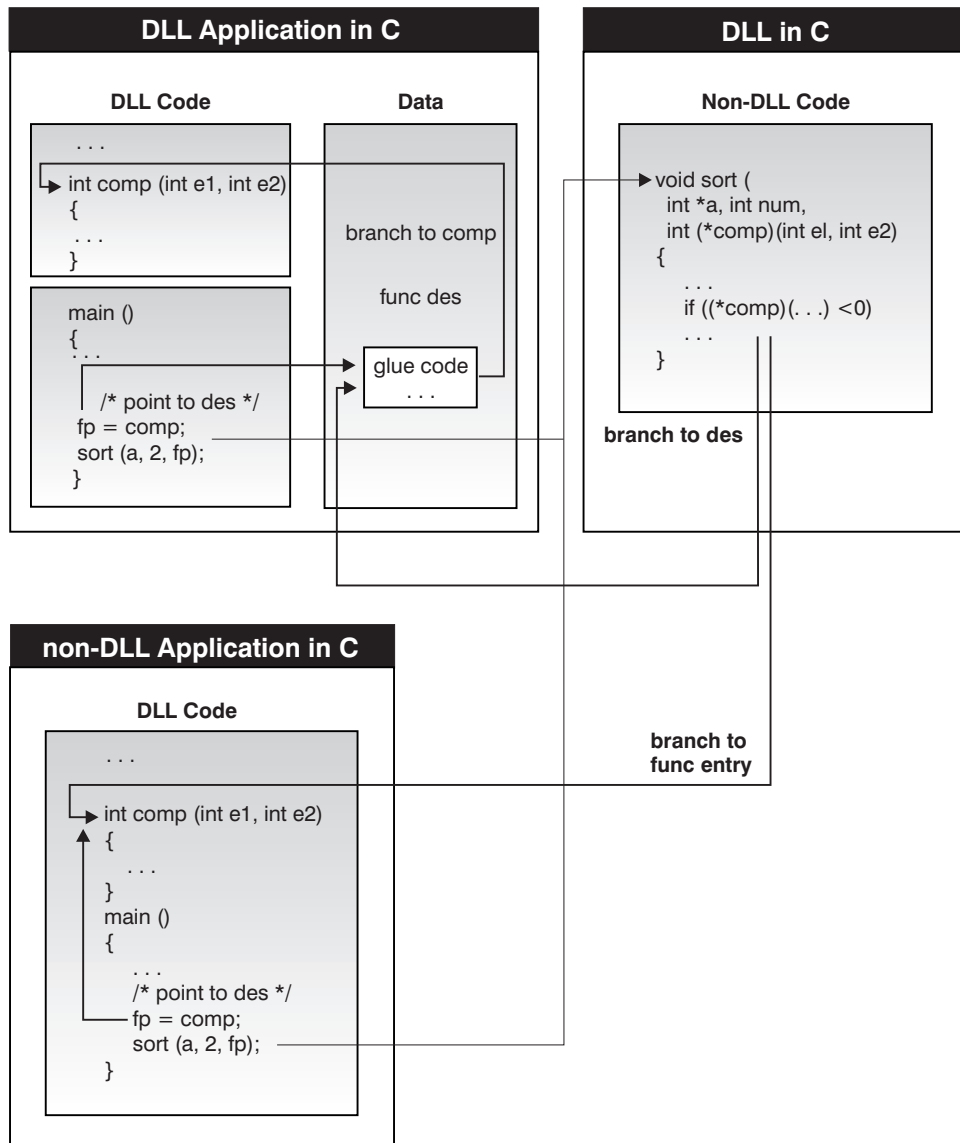 DLL Application in C
DLL Code
. . .
int comp (int e1, int e2)
{
. . .
}
main ()
{
. . .
/* point to des */
fp = comp;
sort (a, 2, fp);
}
Data
branch to comp
func des
glue code
. . .
DLL in C
Non-DLL Code
void sort (
int *a, int num,
int (*comp)(int el, int e2)
{
. . .
if ((*comp)(. . .) <0)
. . .
}
branch to des
non-DLL Application in C
DLL Code
. . .
int comp (int e1, int e2)
{
. . .
}
main ()
{
. . .
/* point to des */
fp = comp;
sort (a, 2, fp);
}
branch to
func entry